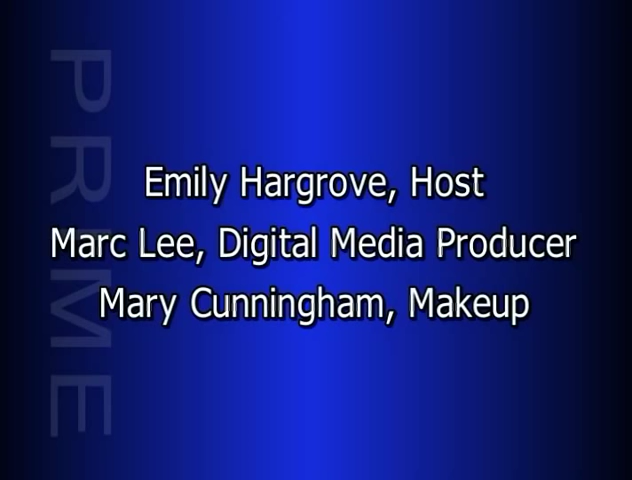 PRIME
Emily Hargrove, Host
Marc Lee, Digital Media Producer
Mary Cunningham, Makeup